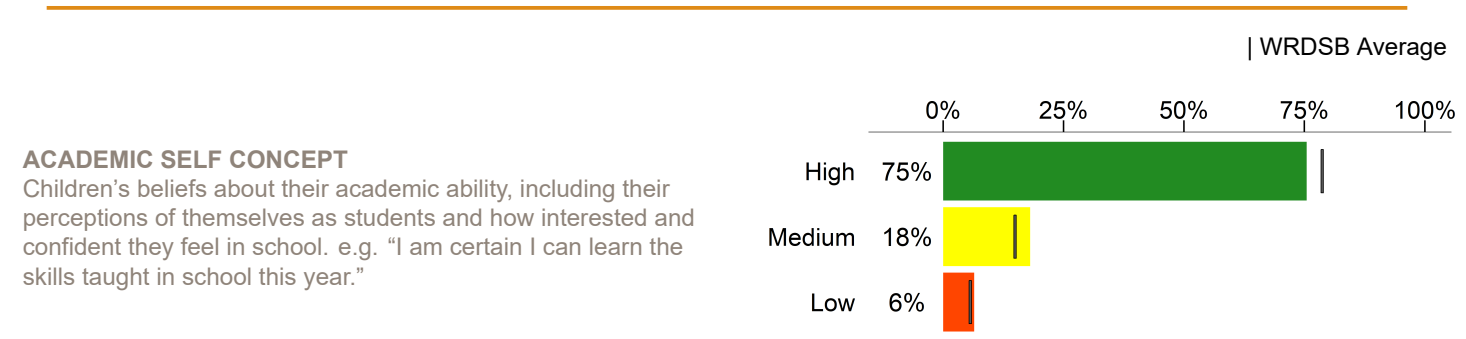 | WRDSB Average
0% 25% 50% 75% 100%
ACADEMIC SELF CONCEPT
Children’s beliefs about their academic ability, including their
perceptions of themselves as students and how interested and
confident they feel in school. e.g. “I am certain I can learn the
skills taught in school this year.”
High 75%
Medium 18%
Low 6%